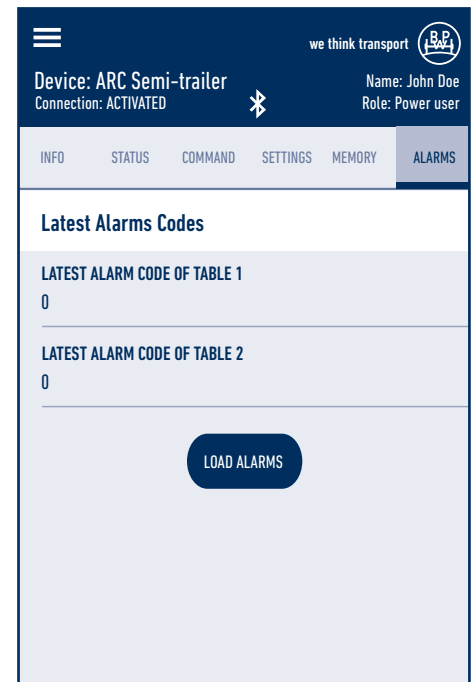 we think transport
BPW
Device: ARC Semi-trailer
Name: John Doe
Connection: ACTIVATED
Role: Power user
INFO STATUS COMMAND SETTINGS MEMORY ALARMS
Latest Alarms Codes
LATEST ALARM CODE OF TABLE 1
0
LATEST ALARM CODE OF TABLE 2
0
LOAD ALARMS